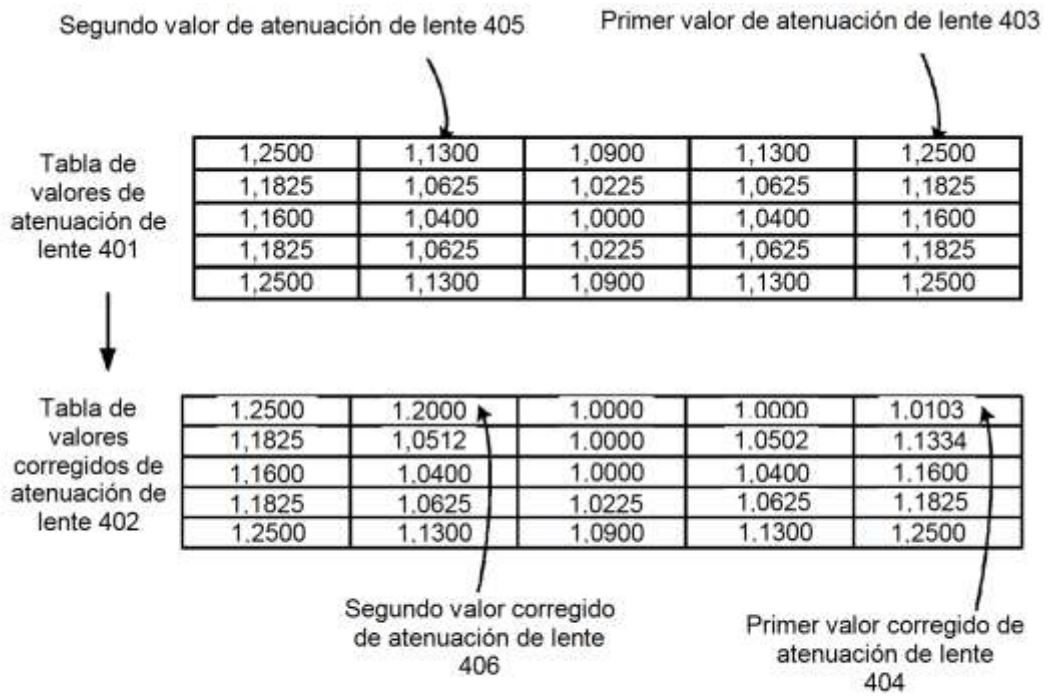 Segundo valor de atenuación de lente 405
Primer valor de atenuación de lente 403
Tabla de
valores de
atenuación de
lente 401
1,2500 1,1300 1,0900 1,1300 1,2500
1,1825 1,0625 1,0225 1,0625 1,1825
1,1600 1,0400 1,0000 1,0400 1,1600
1,1825 1,0625 1,0225 1,0625 1,1825
1,2500 1,1300 1,0900 1,1300 1,2500
Tabla de
valores
corregidos de
atenuación de
lente 402
1.2500 1.2000 1.0000 1.0000 1.0103
1,1825 1,0512 1.0000 1.0502 1.1334
1,1600 1.0400 1.0000 1.0400 1.1600
1,1825 1.0625 1.0225 1.0625 1,1825
1.2500 1.1300 1.0900 1.1300 1.2500
Segundo valor corregido
de atenuación de lente
406
Primer valor corregido de
atenuación de lente
404